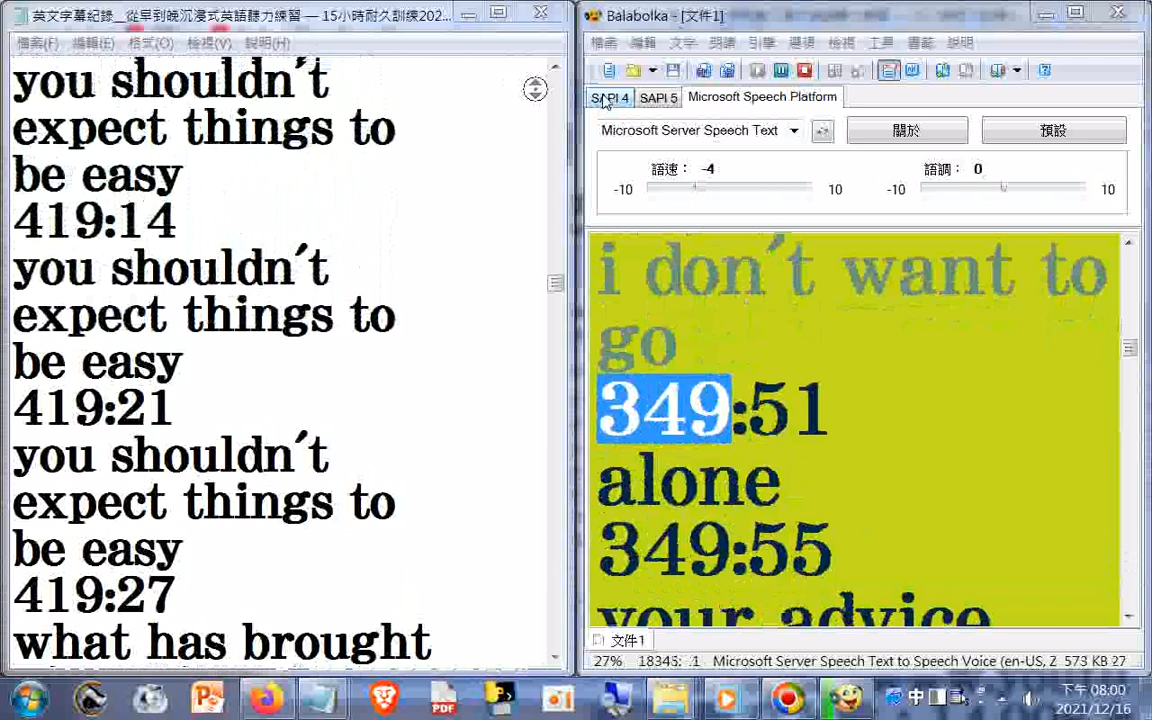 英文字幕紀錄__從早到晚沉浸式英語聽力練習 — 15小時耐久訓練202...
檔案(F) 編輯(E) 格式(O) 檢視(V) 說明(H)
you shouldn't
expect things to
be easy
419:14
you shouldn't
expect things to
be easy
419:21
you shouldn't
expect things to
be easy
419:27
what has brought
Balabolka - [文件1]
檔案 編輯 文字 朗讀 引擎 選項 檢視 工具 書籤 說明
SAPI 4 SAPI 5 Microsoft Speech Platform
Microsoft Server Speech Text 關於 預設
語速： -4 語調： 0
-10 10 -10 10
i don't want to
go
349:51
alone
349:55
your advice
文件1
27% Microsoft Server Speech Text to Speech Voice (en-US, Z 573 KB 27
中 下午 08:00
2021/12/16